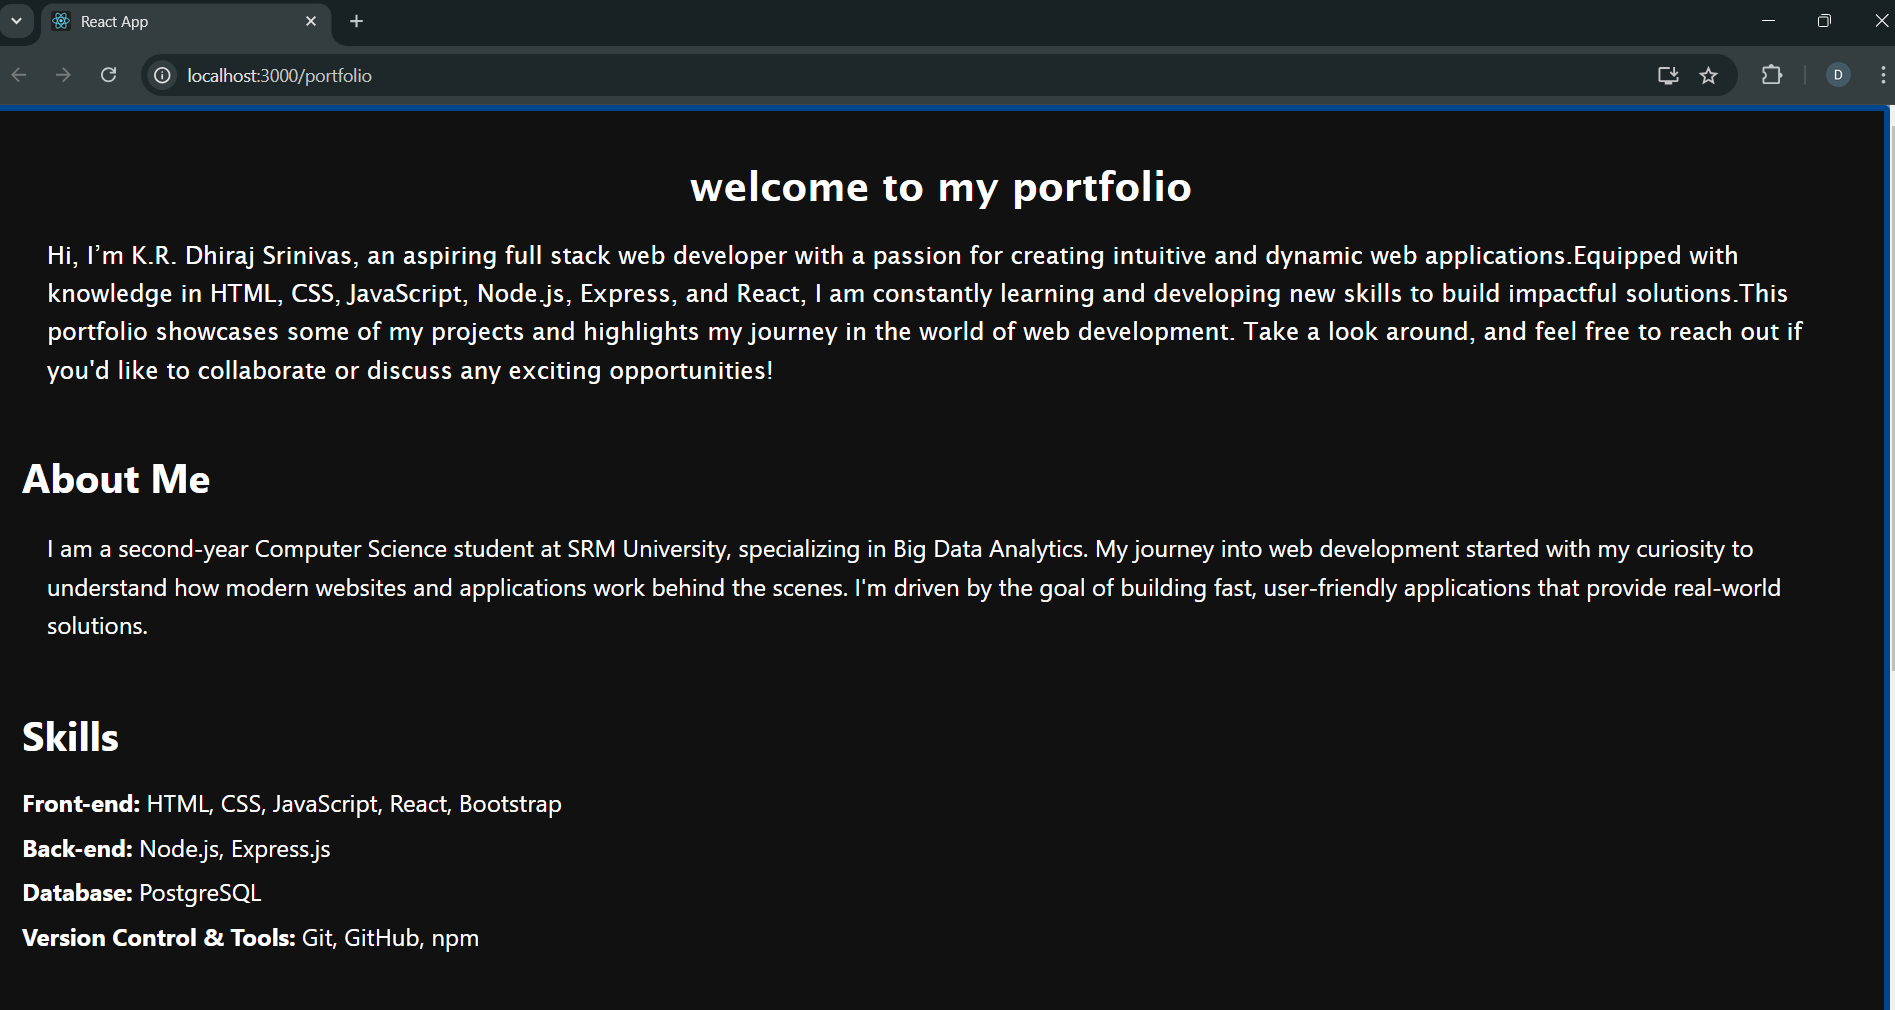 React App
localhost:3000/portfolio
D
welcome to my portfolio
Hi, I’m K.R. Dhiraj Srinivas, an aspiring full stack web developer with a passion for creating intuitive and dynamic web applications.Equipped with
knowledge in HTML, CSS, JavaScript, Node.js, Express, and React, I am constantly learning and developing new skills to build impactful solutions.This
portfolio showcases some of my projects and highlights my journey in the world of web development. Take a look around, and feel free to reach out if
you'd like to collaborate or discuss any exciting opportunities!
About Me
I am a second-year Computer Science student at SRM University, specializing in Big Data Analytics. My journey into web development started with my curiosity to
understand how modern websites and applications work behind the scenes. I'm driven by the goal of building fast, user-friendly applications that provide real-world
solutions.
Skills
Front-end: HTML, CSS, JavaScript, React, Bootstrap
Back-end: Node.js, Express.js
Database: PostgreSQL
Version Control & Tools: Git, GitHub, npm